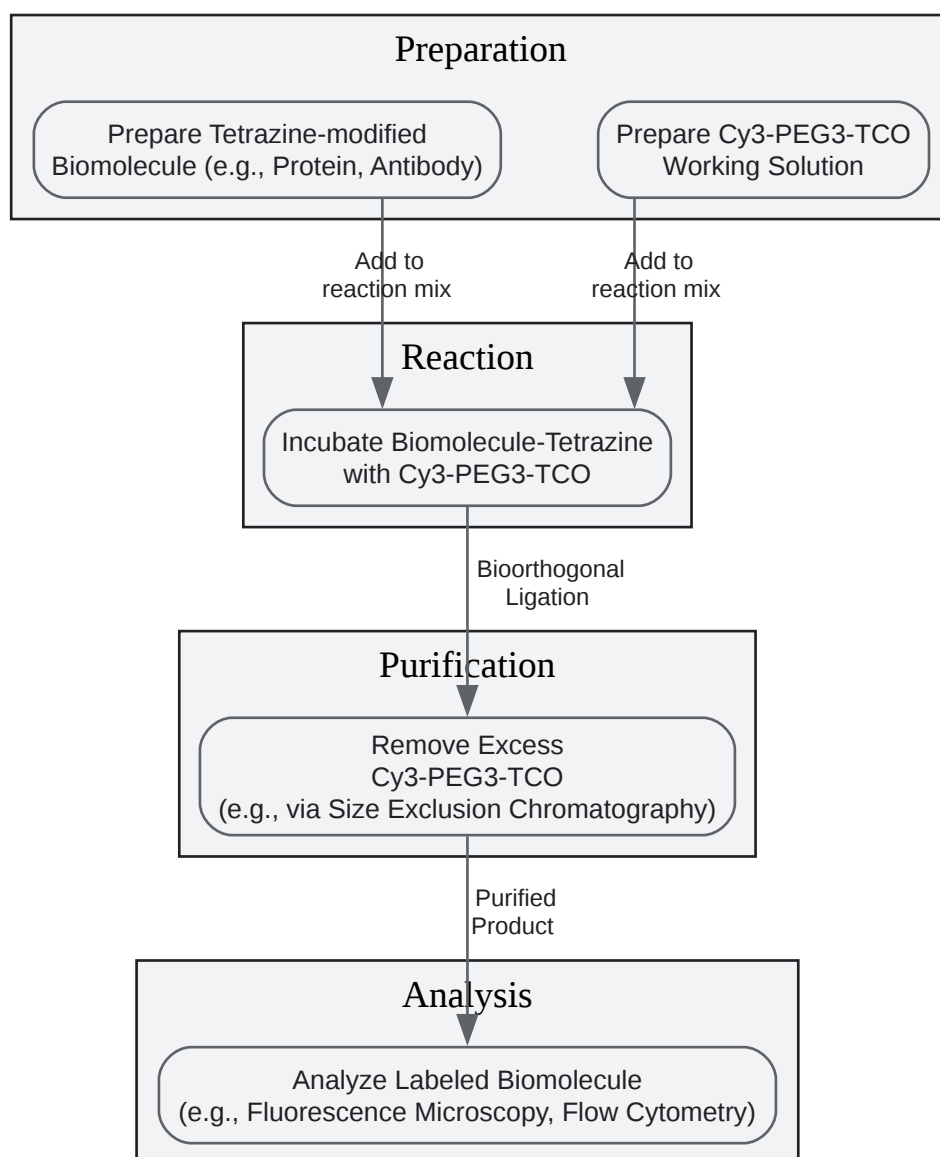 Preparation
Prepare Tetrazine-modified
Biomolecule (e.g., Protein, Antibody)
Prepare Cy3-PEG3-TCO
Working Solution
Add to
reaction mix
Add to
reaction mix
Reaction
Incubate Biomolecule-Tetrazine
with Cy3-PEG3-TCO
Bioorthogonal
Ligation
Purification
Remove Excess
Cy3-PEG3-TCO
(e.g., via Size Exclusion Chromatography)
Purified
Product
Analysis
Analyze Labeled Biomolecule
(e.g., Fluorescence Microscopy, Flow Cytometry)